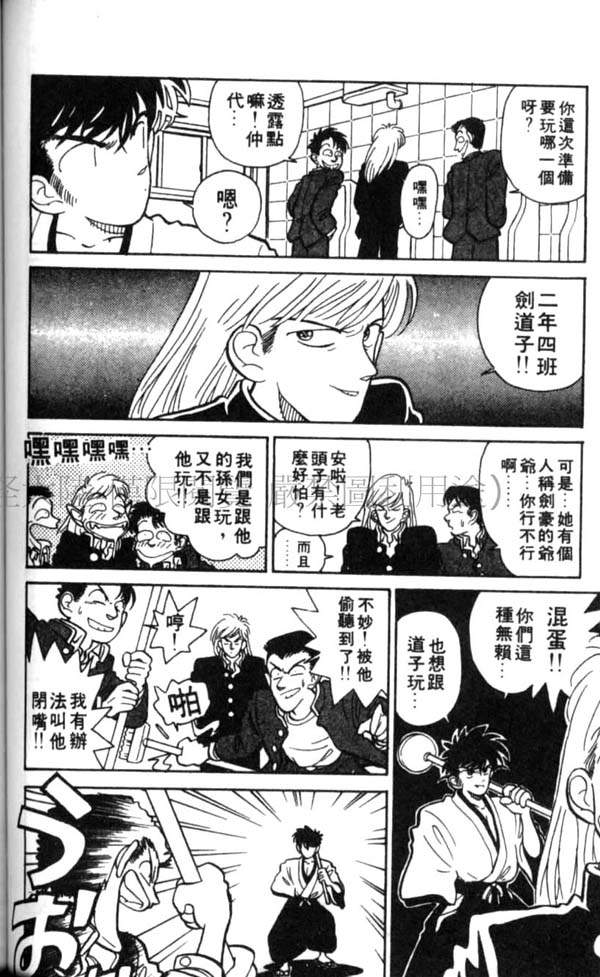 你這次準備
要玩哪一個
呀?
嘿
嘿…
透露點
嘛!仲
代…
嗯?
二年四班
劍道子!!
可是…她有個
人稱劍豪的爺
爺…你行不行
啊……
安啦!老
頭子有什
麼好怕?
……而且
我們是跟他
的孫女玩,
又不是跟
他玩!!
嘿嘿嘿嘿…
混蛋!!
你們這
種無賴…
也想跟
道子玩…
不妙!被他
偷聽到了!!
哼!
啪
我有辦
法叫他
閉嘴!!
うおお